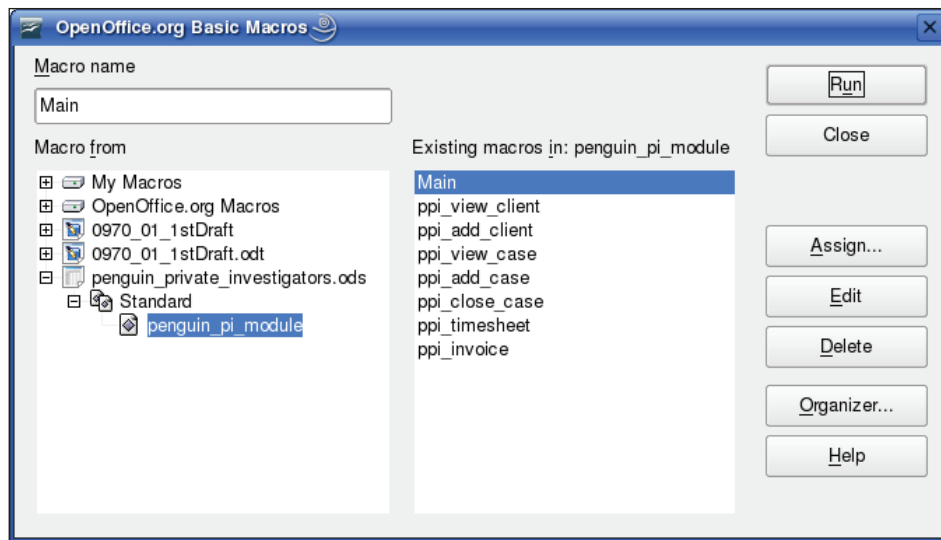 OpenOffice.org Basic Macros
Macro name
Main
Macro from
My Macros
OpenOffice.org Macros
0970_01_1stDraft
0970_01_1stDraft.odt
penguin_private_investigators.ods
Standard
penguin_pi_module
Existing macros in: penguin_pi_module
Main
ppi_view_client
ppi_add_client
ppi_view_case
ppi_add_case
ppi_close_case
ppi_timesheet
ppi_invoice
Run
Close
Assign...
Edit
Delete
Organizer...
Help